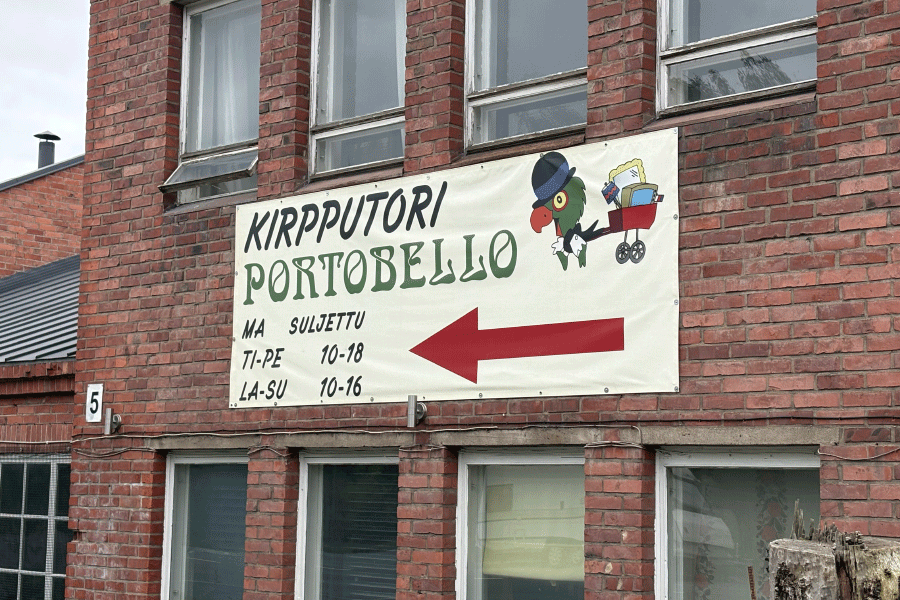 KIRPPUTORI
PORTOBELLO
MA SULJETTU
TI-PE 10-18
LA-SU 10-16
5